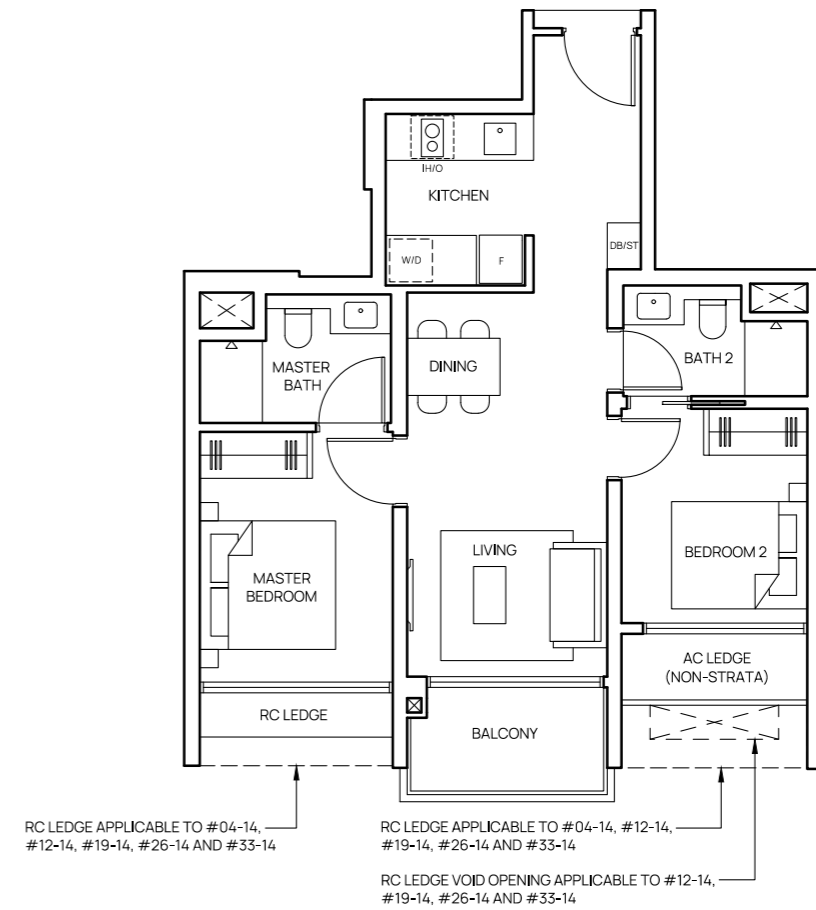 IH/O
KITCHEN
W/D
F
DB/ST
MASTER
BATH
DINING
BATH 2
LIVING
MASTER
BEDROOM
BEDROOM 2
AC LEDGE
(NON-STRATA)
RC LEDGE
BALCONY
RC LEDGE APPLICABLE TO #04-14,
#12-14, #19-14, #26-14 AND #33-14
RC LEDGE APPLICABLE TO #04-14, #12-14,
#19-14, #26-14 AND #33-14
RC LEDGE VOID OPENING APPLICABLE TO #12-14,
#19-14, #26-14 AND #33-14